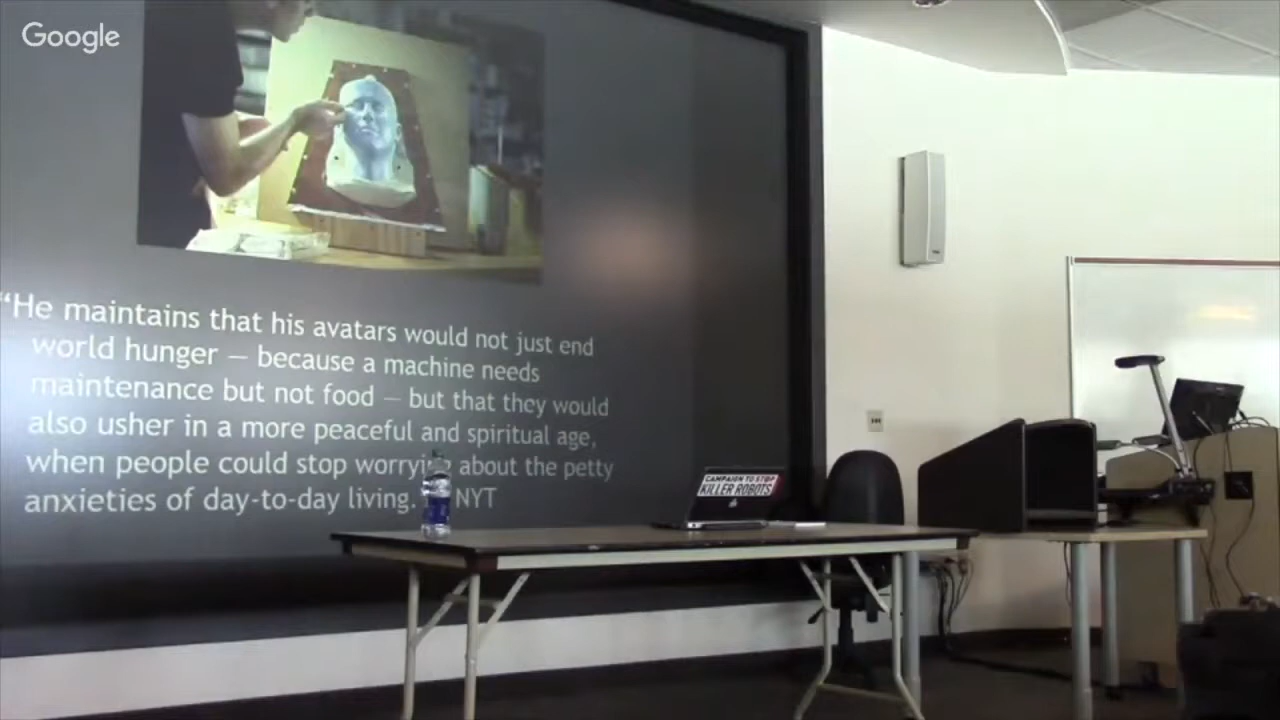 Google
“He maintains that his avatars would not just end
world hunger – because a machine needs
maintenance but not food – but that they would
also usher in a more peaceful and spiritual age,
when people could stop worrying about the petty
anxieties of day-to-day living. NYT
CAMPAIGN TO STOP
KILLER ROBOTS